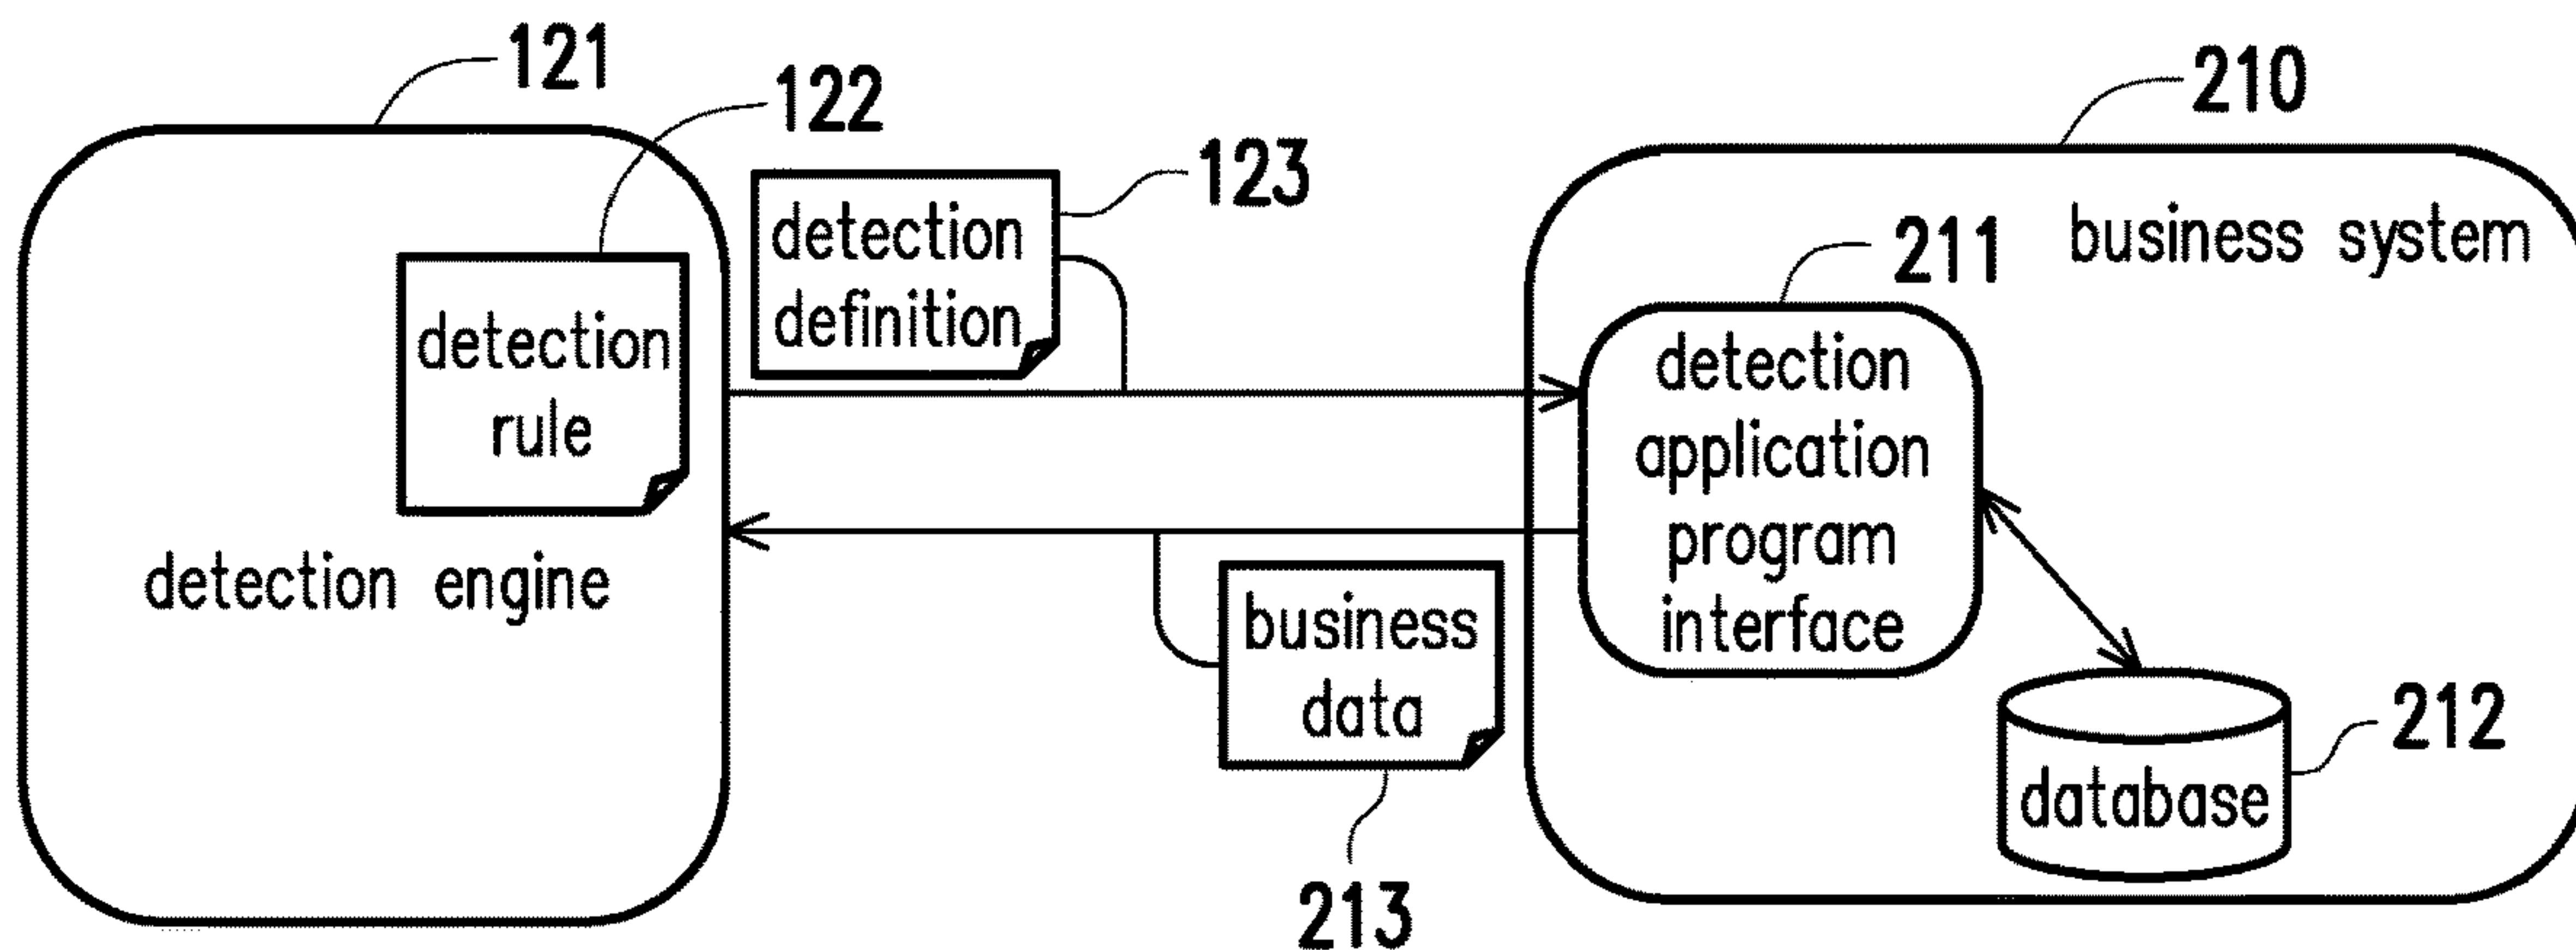 121
122
123
210
detection
definition
business system
211
detection
rule
detection
application
program
interface
detection engine
business
data
database
212
213